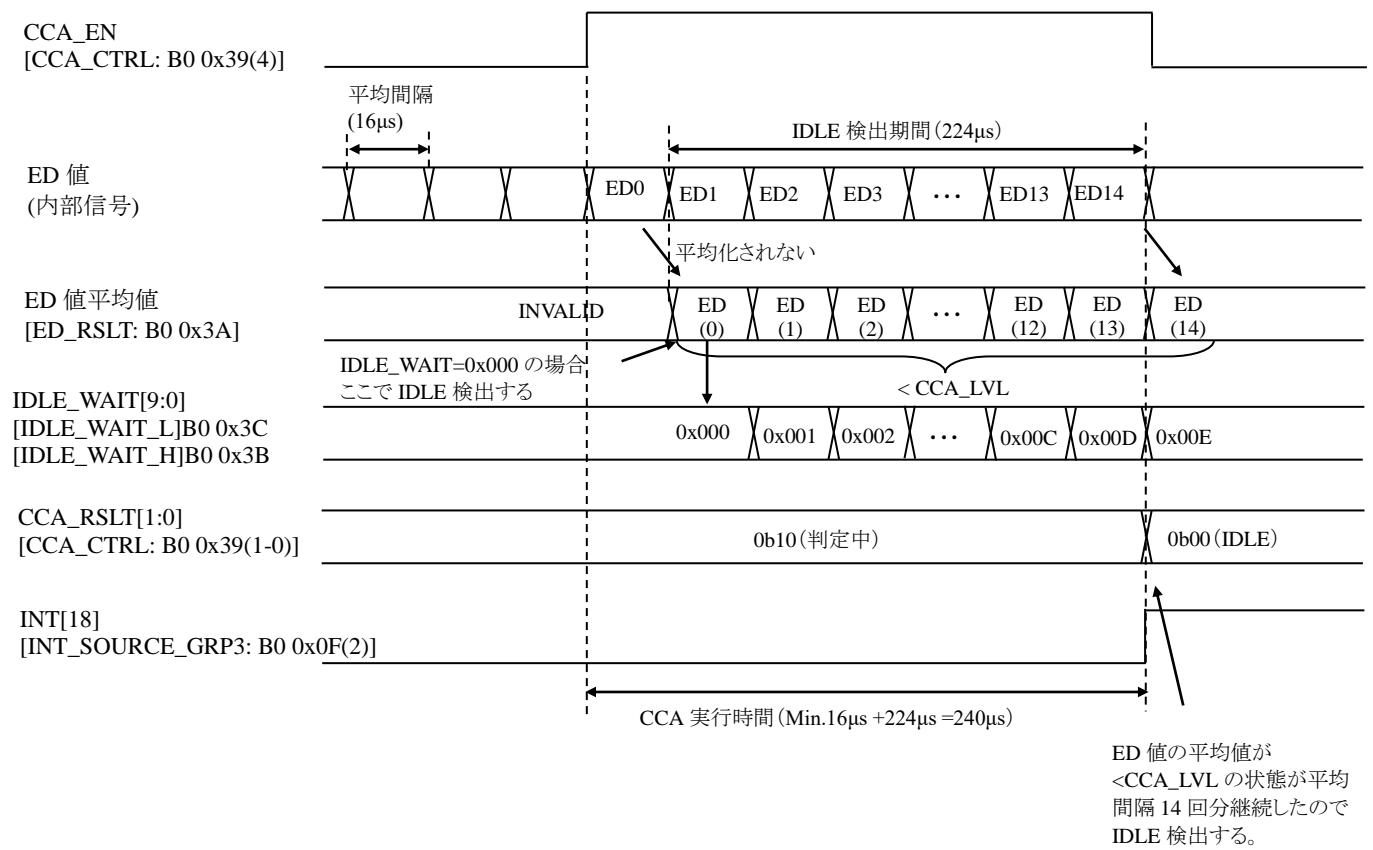 CCA_EN
[CCA_CTRL: B0 0x39(4)]
平均間隔
(16μs)
IDLE 検出期間（224μs）
ED 値
(内部信号)
ED0
ED1
ED2
ED3
…
ED13
ED14
平均化されない
ED 値平均値
[ED_RSLT: B0 0x3A]
INVALID
ED
(0)
ED
(1)
ED
(2)
…
ED
(12)
ED
(13)
ED
(14)
IDLE_WAIT=0x000 の場合
ここで IDLE 検出する
< CCA_LVL
IDLE_WAIT[9:0]
[IDLE_WAIT_L]B0 0x3C
[IDLE_WAIT_H]B0 0x3B
0x000
0x001
0x002
…
0x00C
0x00D
0x00E
CCA_RSLT[1:0]
[CCA_CTRL: B0 0x39(1-0)]
0b10（判定中）
0b00（IDLE）
INT[18]
[INT_SOURCE_GRP3: B0 0x0F(2)]
CCA 実行時間（Min.16μs +224μs =240μs）
ED 値の平均値が
<CCA_LVL の状態が平均
間隔 14 回分継続したので
IDLE 検出する。